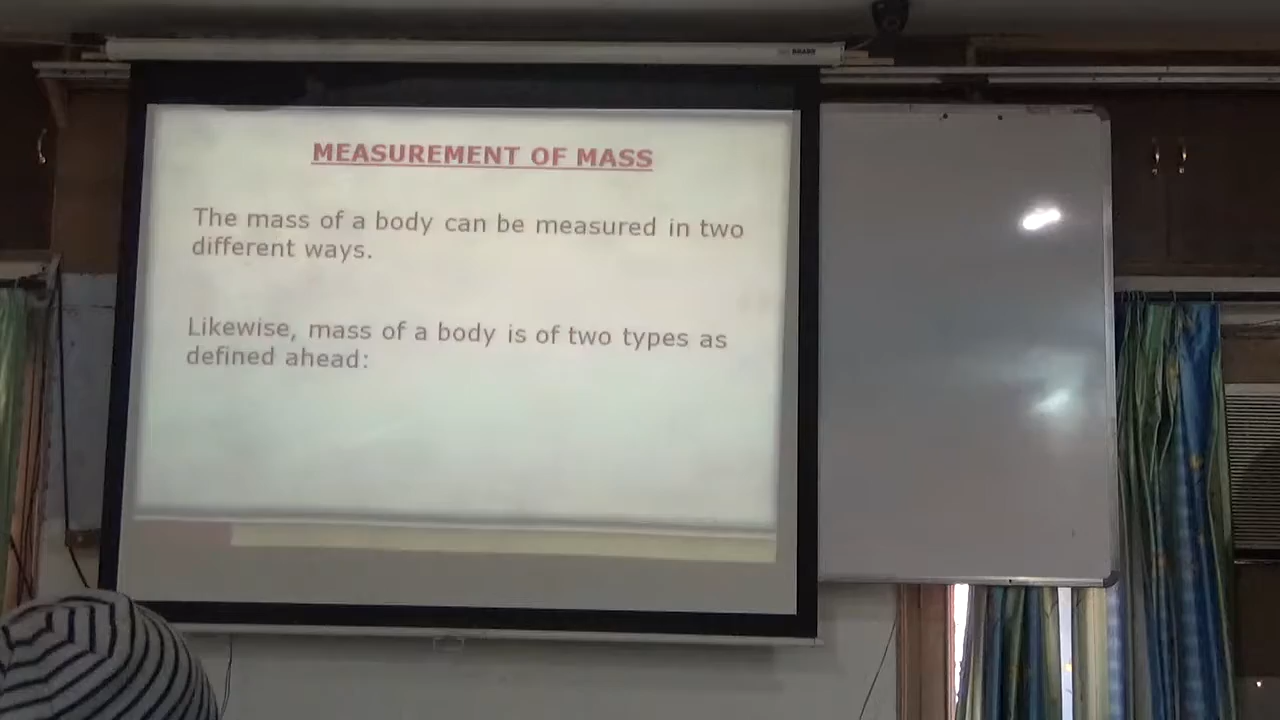 MEASUREMENT OF MASS
The mass of a body can be measured in two
different ways.
Likewise, mass of a body is of two types as
defined ahead: